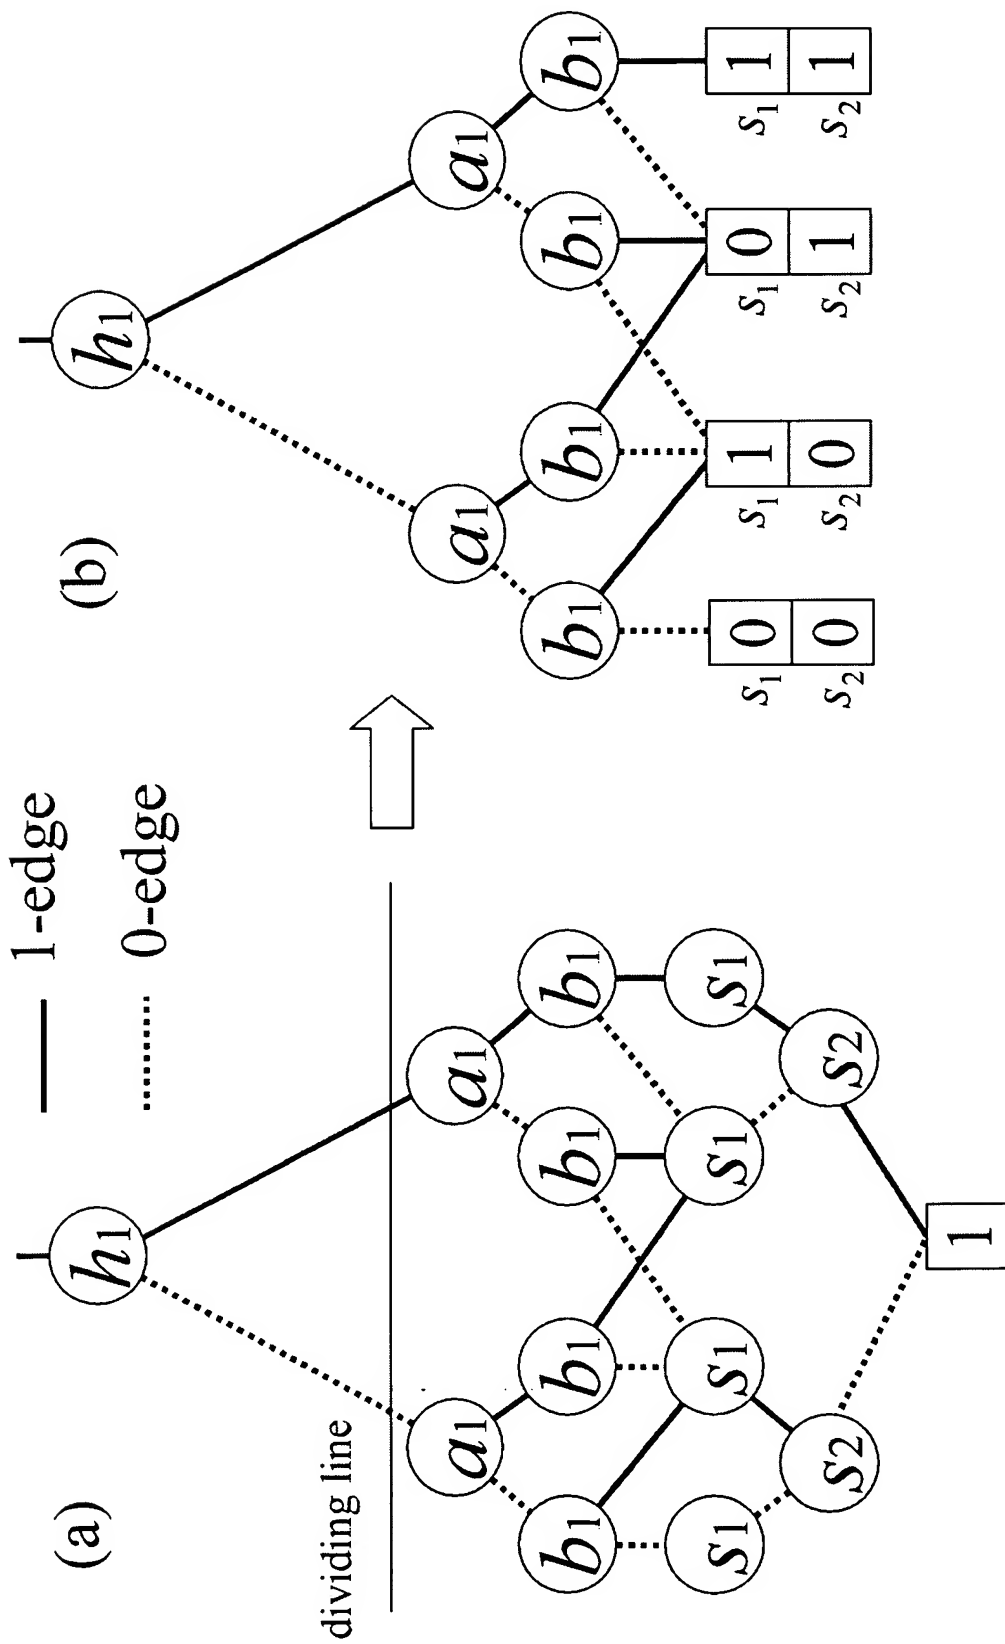 1-edge
0-edge
(a)
h1
dividing line
a1 a1
b1 b1 b1 b1
s1 s1 s1 s1
s2 s2
1
(b)
h1
a1 a1
b1 b1 b1 b1
s1 0 s1 1 s1 0 s1 1
s2 0 s2 0 s2 1 s2 1